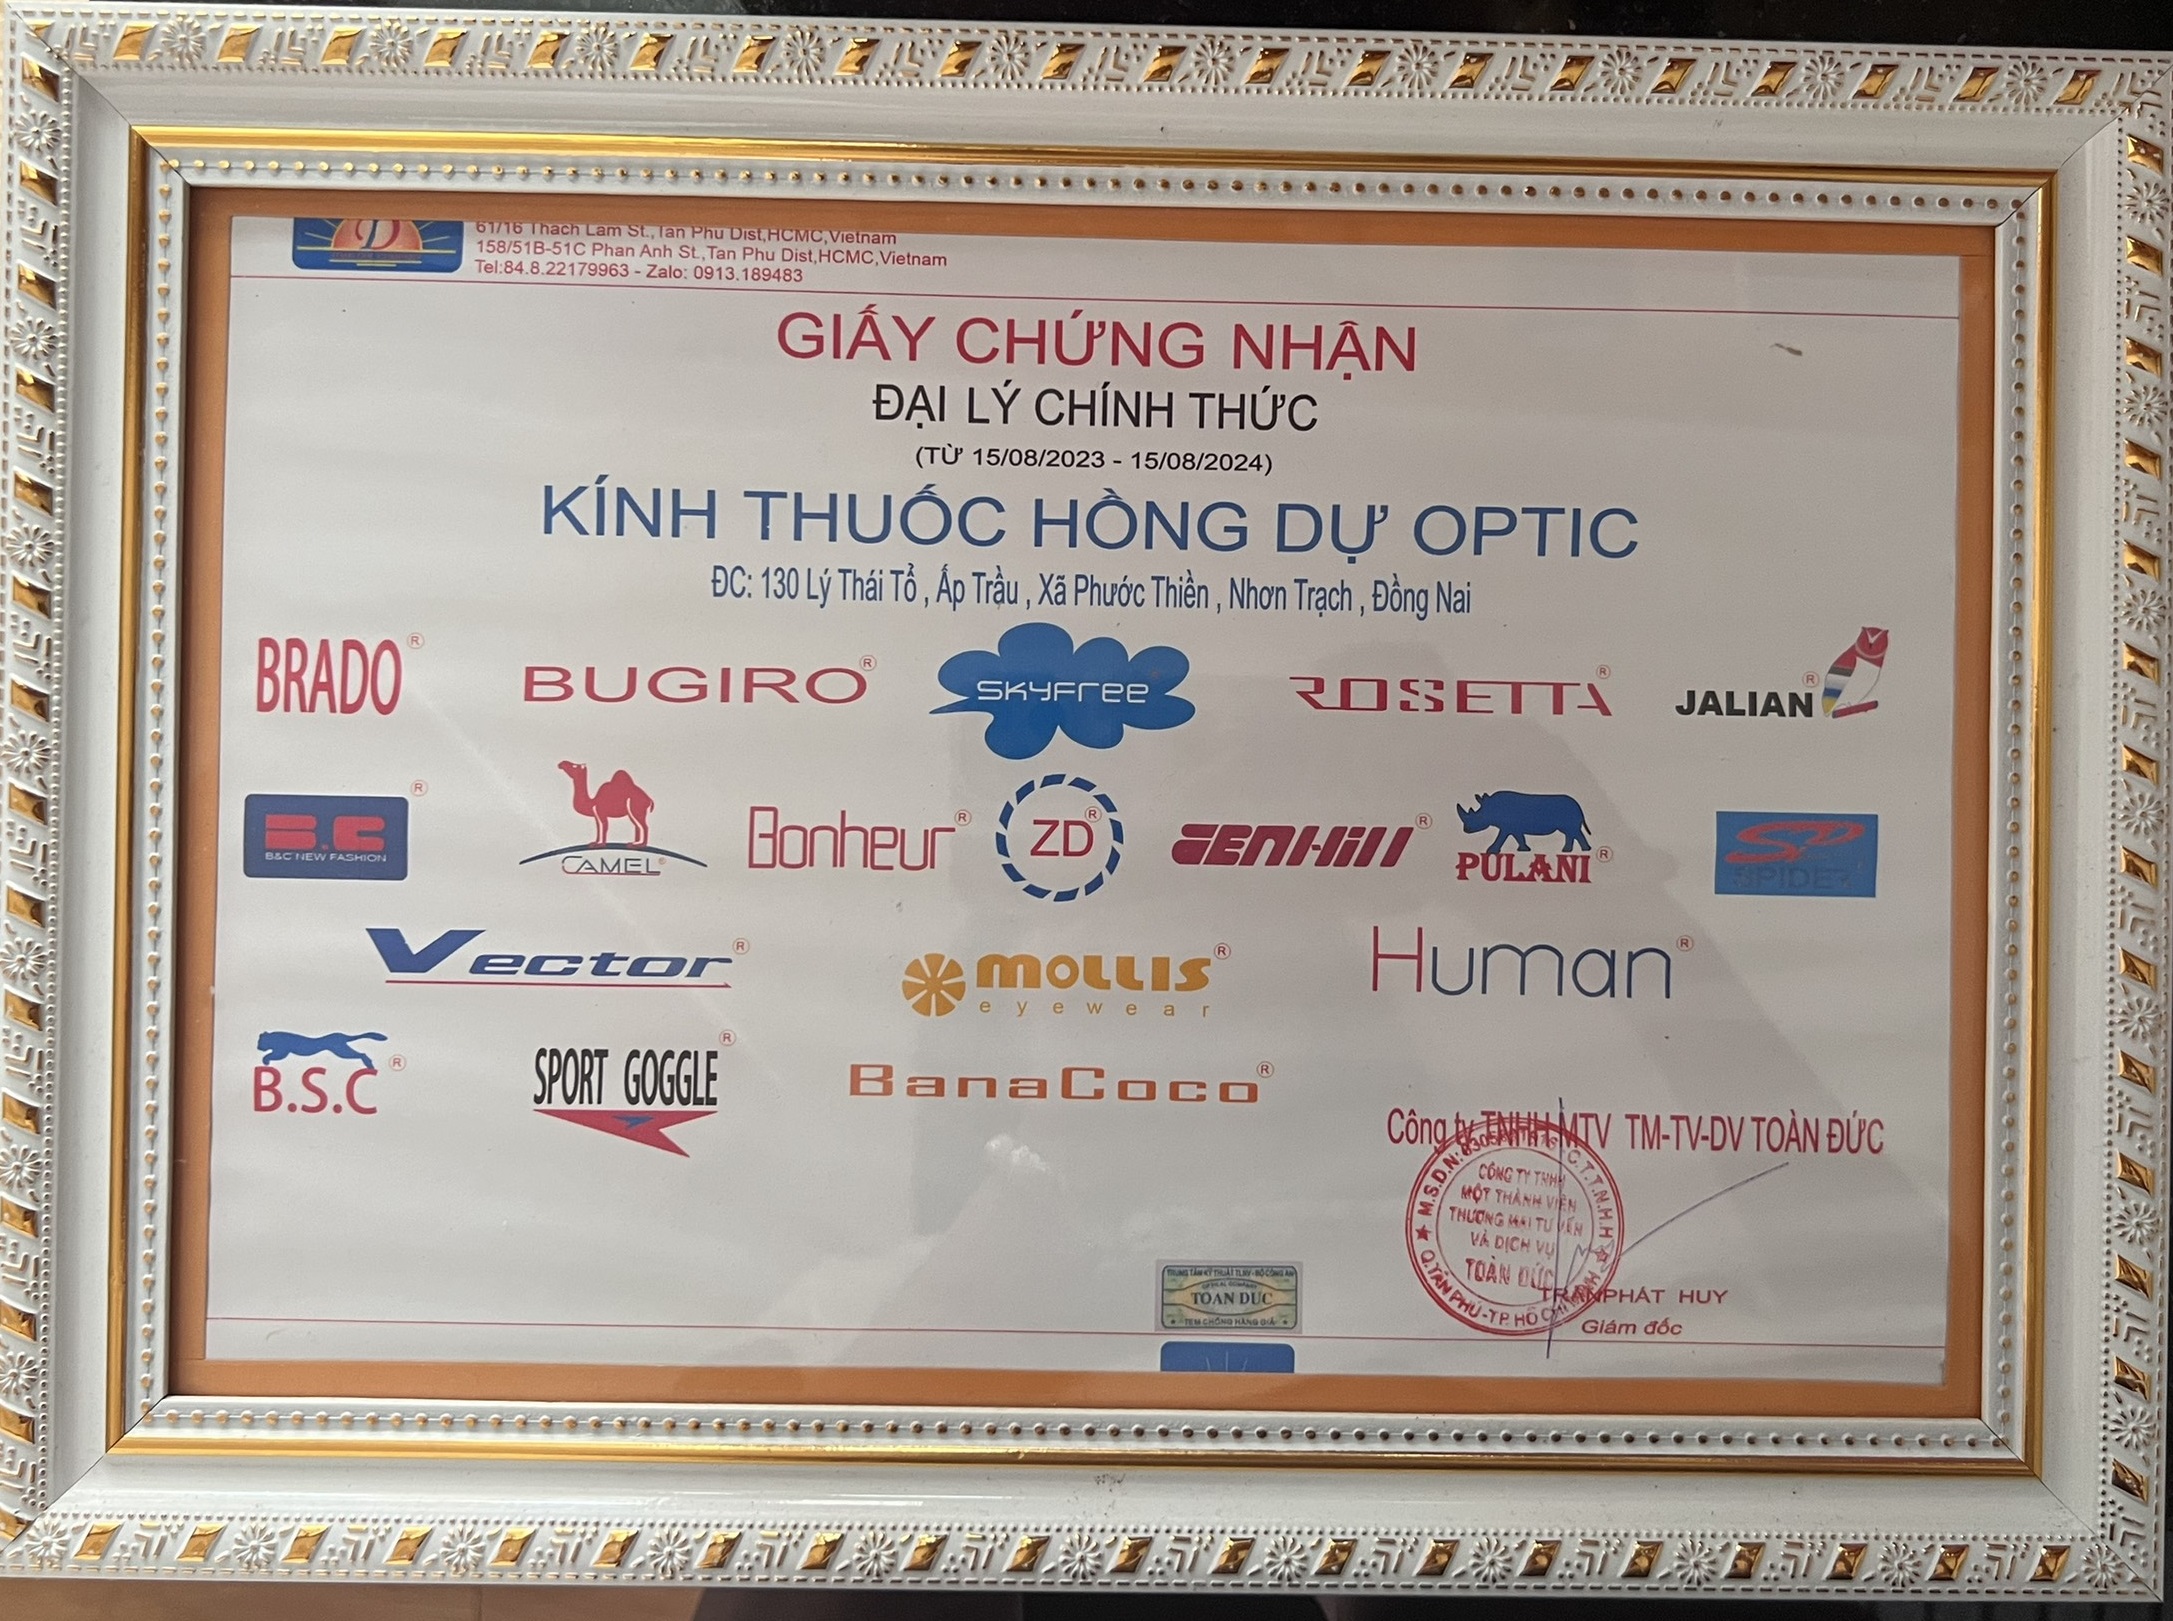 61/16 Thach Lam St.,Tan Phu Dist,HCMC,Vietnam
158/51B-51C Phan Anh St.,Tan Phu Dist,HCMC,Vietnam
Tel:84.8.22179963 - Zalo: 0913.189483
GIẤY CHỨNG NHẬN
ĐẠI LÝ CHÍNH THỨC
(TỪ 15/08/2023 - 15/08/2024)
KÍNH THUỐC HỒNG DỰ OPTIC
ĐC: 130 Lý Thái Tổ , Ấp Trầu , Xã Phước Thiền , Nhơn Trạch , Đồng Nai
BRADO® BUGIRO® SKYFree ROSETTA® JALIAN®
B.C®
B&C NEW FASHION
CAMEL® Bonheur® ZD® GENHiLL® PULANI® SP
SPIDER
Vector® MOLLIS®
eyewear
Human®
B.S.C® SPORT GOGGLE® BanaCoco®
Công ty TNHH MTV TM-TV-DV TOÀN ĐỨC
CÔNG TY TNHH
MỘT THÀNH VIÊN
THƯƠNG MẠI TƯ VẤN
VÀ DỊCH VỤ
TOÀN ĐỨC
Q.TÂN PHÚ-TP.HỒ CHÍ MINH
TRUNG TÂM KỸ THUẬT TLNV - BỘ CÔNG AN
OPTICAL COMPANY
TOAN DUC
TEM CHỐNG HÀNG GIẢ
TRẦN PHÁT HUY
Giám đốc